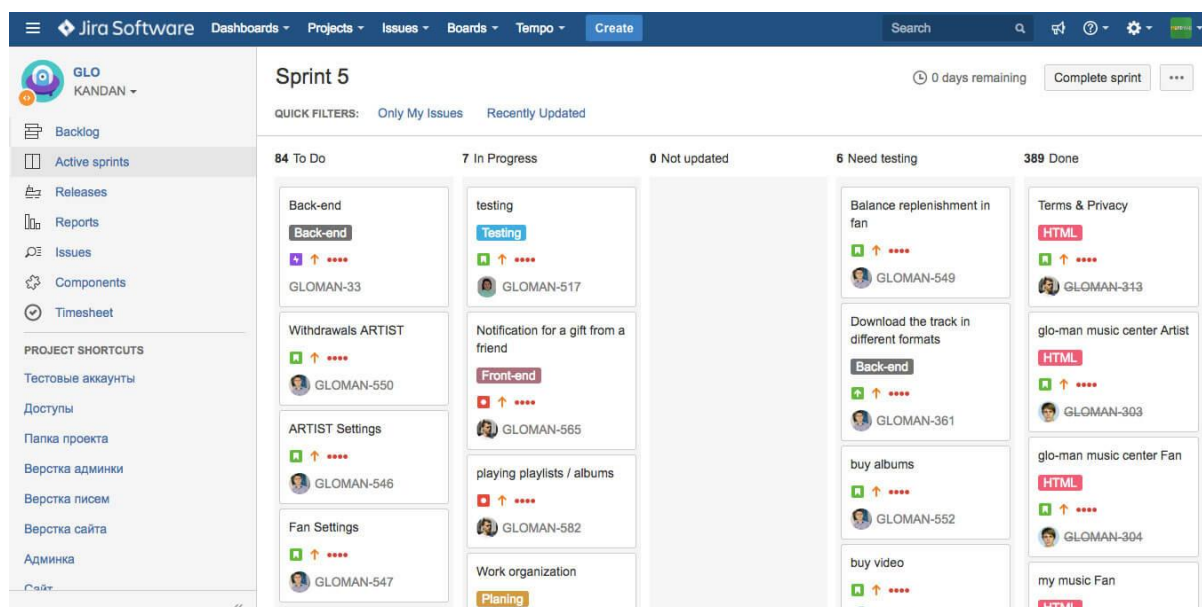 Jira Software Dashboards Projects Issues Boards Tempo Create Search
GLO
KANDAN
Backlog
Active sprints
Releases
Reports
Issues
Components
Timesheet
PROJECT SHORTCUTS
Тестовые аккаунты
Доступы
Папка проекта
Верстка админки
Верстка писем
Верстка сайта
Админка
Сайт
Sprint 5
0 days remaining Complete sprint
QUICK FILTERS: Only My Issues Recently Updated
84 To Do
Back-end
Back-end
GLOMAN-33
Withdrawals ARTIST
GLOMAN-550
ARTIST Settings
GLOMAN-546
Fan Settings
GLOMAN-547
7 In Progress
testing
Testing
GLOMAN-517
Notification for a gift from a
friend
Front-end
GLOMAN-565
playing playlists / albums
GLOMAN-582
Work organization
Planing
0 Not updated
6 Need testing
Balance replenishment in
fan
GLOMAN-549
Download the track in
different formats
Back-end
GLOMAN-361
buy albums
GLOMAN-552
buy video
389 Done
Terms & Privacy
HTML
GLOMAN-313
glo-man music center Artist
HTML
GLOMAN-303
glo-man music center Fan
HTML
GLOMAN-304
my music Fan
HTML